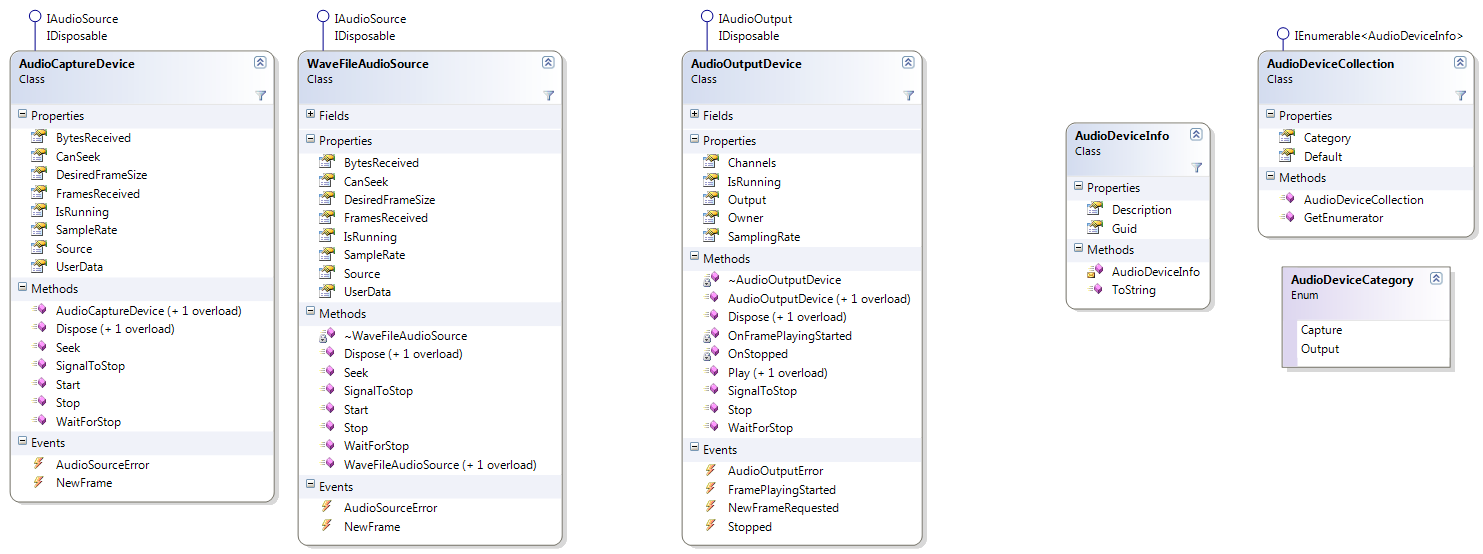 IAudioSource
IDisposable
AudioCaptureDevice
Class
Properties
BytesReceived
CanSeek
DesiredFrameSize
FramesReceived
IsRunning
SampleRate
Source
UserData
Methods
AudioCaptureDevice (+ 1 overload)
Dispose (+ 1 overload)
Seek
SignalToStop
Start
Stop
WaitForStop
Events
AudioSourceError
NewFrame
IAudioSource
IDisposable
WaveFileAudioSource
Class
Fields
Properties
BytesReceived
CanSeek
DesiredFrameSize
FramesReceived
IsRunning
SampleRate
Source
UserData
Methods
~WaveFileAudioSource
Dispose (+ 1 overload)
Seek
SignalToStop
Start
Stop
WaitForStop
WaveFileAudioSource (+ 1 overload)
Events
AudioSourceError
NewFrame
IAudioOutput
IDisposable
AudioOutputDevice
Class
Fields
Properties
Channels
IsRunning
Output
Owner
SamplingRate
Methods
~AudioOutputDevice
AudioOutputDevice (+ 1 overload)
Dispose (+ 1 overload)
OnFramePlayingStarted
OnStopped
Play (+ 1 overload)
SignalToStop
Stop
WaitForStop
Events
AudioOutputError
FramePlayingStarted
NewFrameRequested
Stopped
AudioDeviceInfo
Class
Properties
Description
Guid
Methods
AudioDeviceInfo
ToString
IEnumerable<AudioDeviceInfo>
AudioDeviceCollection
Class
Properties
Category
Default
Methods
AudioDeviceCollection
GetEnumerator
AudioDeviceCategory
Enum
Capture
Output